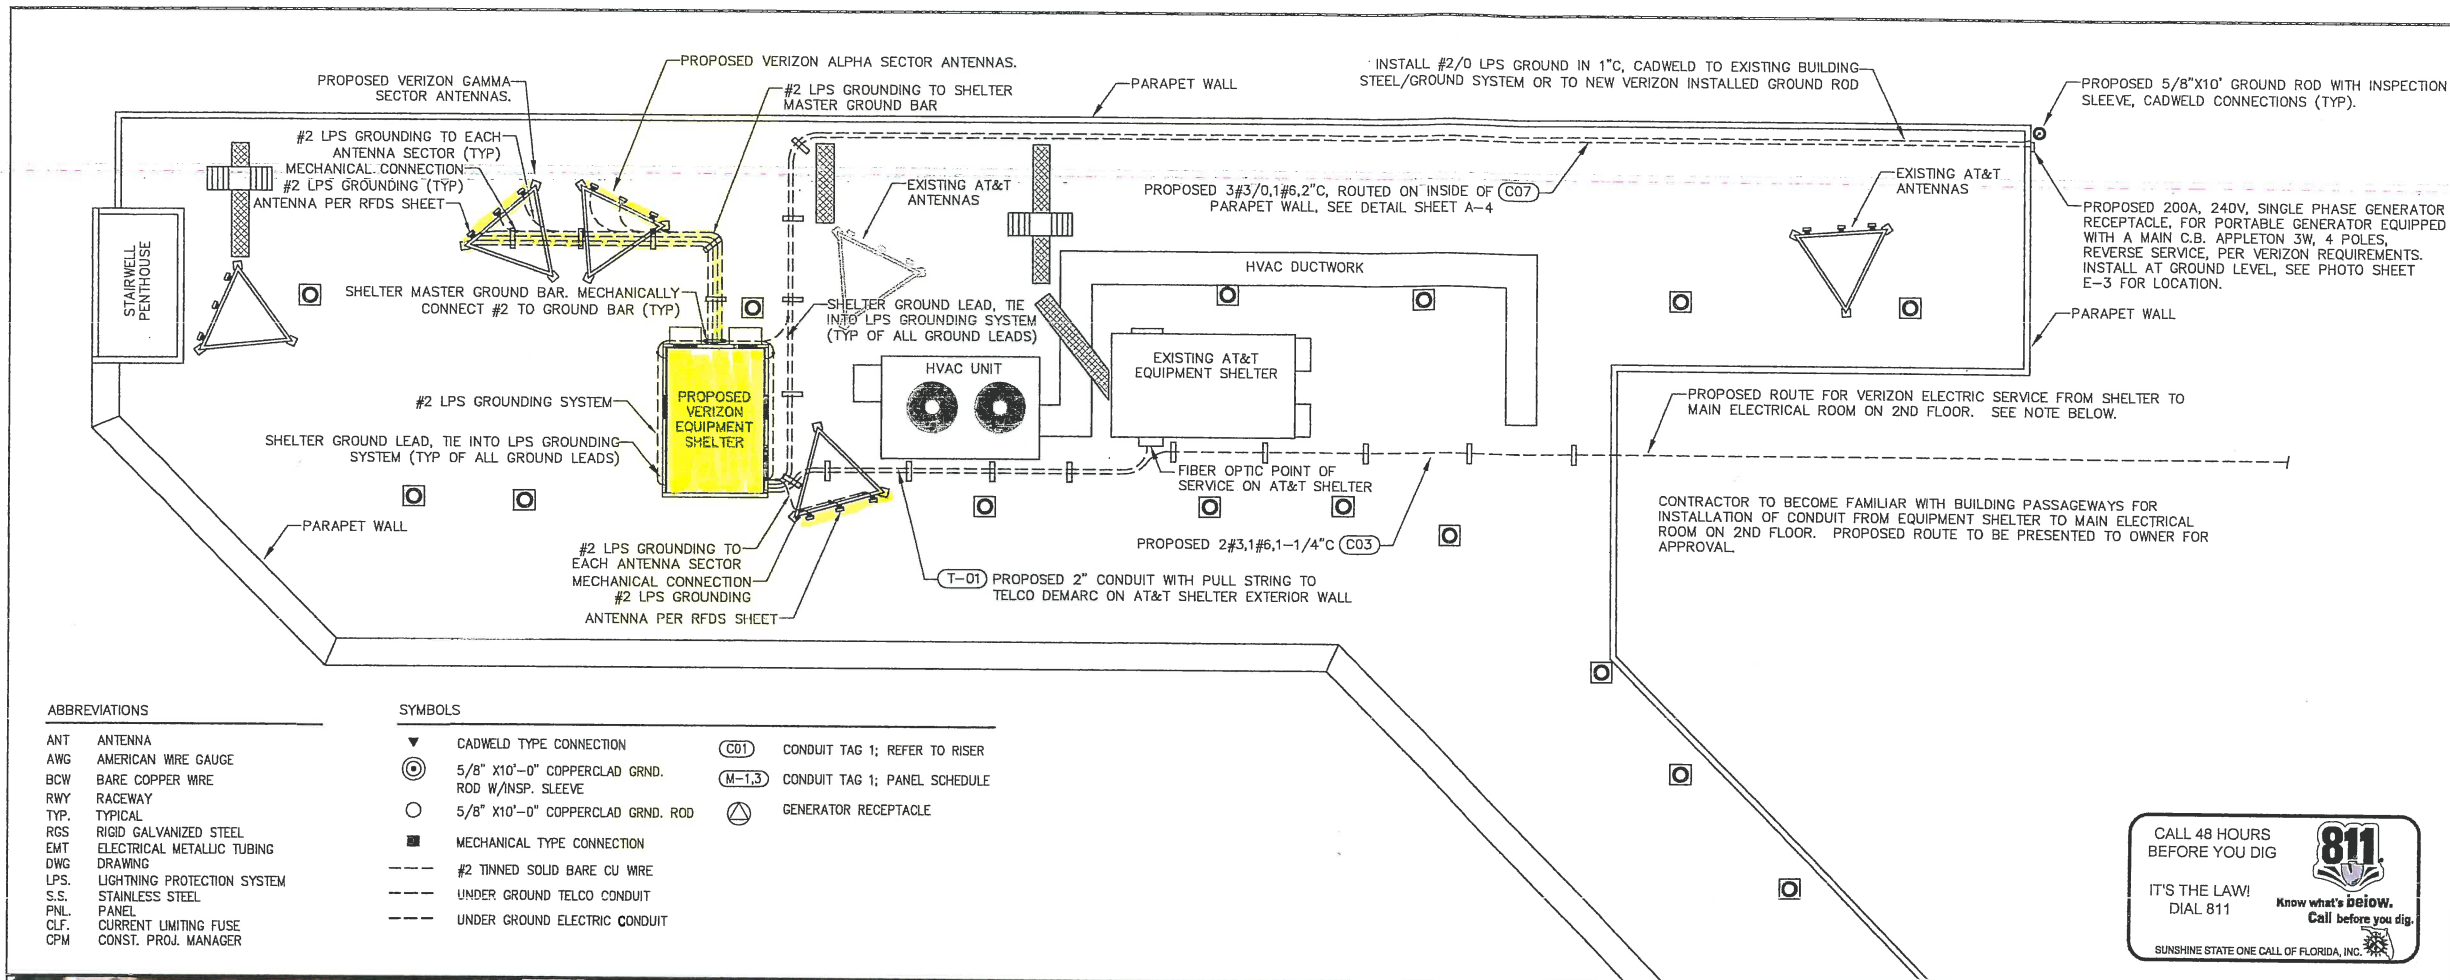 PROPOSED VERIZON GAMMA
SECTOR ANTENNAS.
PROPOSED VERIZON ALPHA SECTOR ANTENNAS.
#2 LPS GROUNDING TO SHELTER
MASTER GROUND BAR
PARAPET WALL
INSTALL #2/0 LPS GROUND IN 1"C, CADWELD TO EXISTING BUILDING
STEEL/GROUND SYSTEM OR TO NEW VERIZON INSTALLED GROUND ROD
PROPOSED 5/8"X10' GROUND ROD WITH INSPECTION
SLEEVE, CADWELD CONNECTIONS (TYP).
#2 LPS GROUNDING TO EACH
ANTENNA SECTOR (TYP)
MECHANICAL CONNECTION
#2 LPS GROUNDING (TYP)
ANTENNA PER RFDS SHEET
EXISTING AT&T
ANTENNAS
PROPOSED 3#3/0,1#6,2"C, ROUTED ON INSIDE OF C07
PARAPET WALL, SEE DETAIL SHEET A-4
EXISTING AT&T
ANTENNAS
PROPOSED 200A, 240V, SINGLE PHASE GENERATOR
RECEPTACLE, FOR PORTABLE GENERATOR EQUIPPED
WITH A MAIN C.B. APPLETON 3W, 4 POLES,
REVERSE SERVICE, PER VERIZON REQUIREMENTS.
INSTALL AT GROUND LEVEL, SEE PHOTO SHEET
E-3 FOR LOCATION.
STAIRWELL
PENTHOUSE
SHELTER MASTER GROUND BAR. MECHANICALLY
CONNECT #2 TO GROUND BAR (TYP)
SHELTER GROUND LEAD, TIE
INTO LPS GROUNDING SYSTEM
(TYP OF ALL GROUND LEADS)
HVAC DUCTWORK
PARAPET WALL
HVAC UNIT
EXISTING AT&T
EQUIPMENT SHELTER
#2 LPS GROUNDING SYSTEM
PROPOSED
VERIZON
EQUIPMENT
SHELTER
PROPOSED ROUTE FOR VERIZON ELECTRIC SERVICE FROM SHELTER TO
MAIN ELECTRICAL ROOM ON 2ND FLOOR. SEE NOTE BELOW.
SHELTER GROUND LEAD, TIE INTO LPS GROUNDING
SYSTEM (TYP OF ALL GROUND LEADS)
FIBER OPTIC POINT OF
SERVICE ON AT&T SHELTER
PARAPET WALL
CONTRACTOR TO BECOME FAMILIAR WITH BUILDING PASSAGEWAYS FOR
INSTALLATION OF CONDUIT FROM EQUIPMENT SHELTER TO MAIN ELECTRICAL
ROOM ON 2ND FLOOR. PROPOSED ROUTE TO BE PRESENTED TO OWNER FOR
APPROVAL.
#2 LPS GROUNDING TO
EACH ANTENNA SECTOR
MECHANICAL CONNECTION
#2 LPS GROUNDING
ANTENNA PER RFDS SHEET
PROPOSED 2#3,1#6,1-1/4"C C03
T-01 PROPOSED 2" CONDUIT WITH PULL STRING TO
TELCO DEMARC ON AT&T SHELTER EXTERIOR WALL
ABBREVIATIONS
ANT ANTENNA
AWG AMERICAN WIRE GAUGE
BCW BARE COPPER WIRE
RWY RACEWAY
TYP. TYPICAL
RGS RIGID GALVANIZED STEEL
EMT ELECTRICAL METALLIC TUBING
DWG DRAWING
LPS. LIGHTNING PROTECTION SYSTEM
S.S. STAINLESS STEEL
PNL. PANEL
CLF. CURRENT LIMITING FUSE
CPM CONST. PROJ. MANAGER
SYMBOLS
CADWELD TYPE CONNECTION
5/8" X10'-0" COPPERCLAD GRND.
ROD W/INSP. SLEEVE
5/8" X10'-0" COPPERCLAD GRND. ROD
MECHANICAL TYPE CONNECTION
#2 TINNED SOLID BARE CU WIRE
UNDER GROUND TELCO CONDUIT
UNDER GROUND ELECTRIC CONDUIT
C01 CONDUIT TAG 1; REFER TO RISER
M-1,3 CONDUIT TAG 1; PANEL SCHEDULE
GENERATOR RECEPTACLE
CALL 48 HOURS
BEFORE YOU DIG
IT'S THE LAW!
DIAL 811
811.
Know what's below.
Call before you dig.
SUNSHINE STATE ONE CALL OF FLORIDA, INC.